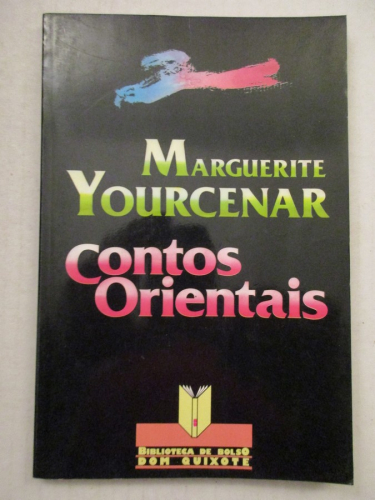 MARGUERITE
YOURCENAR
Contos
Orientais
BIBLIOTECA DE BOLSO
DOM QUIXOTE